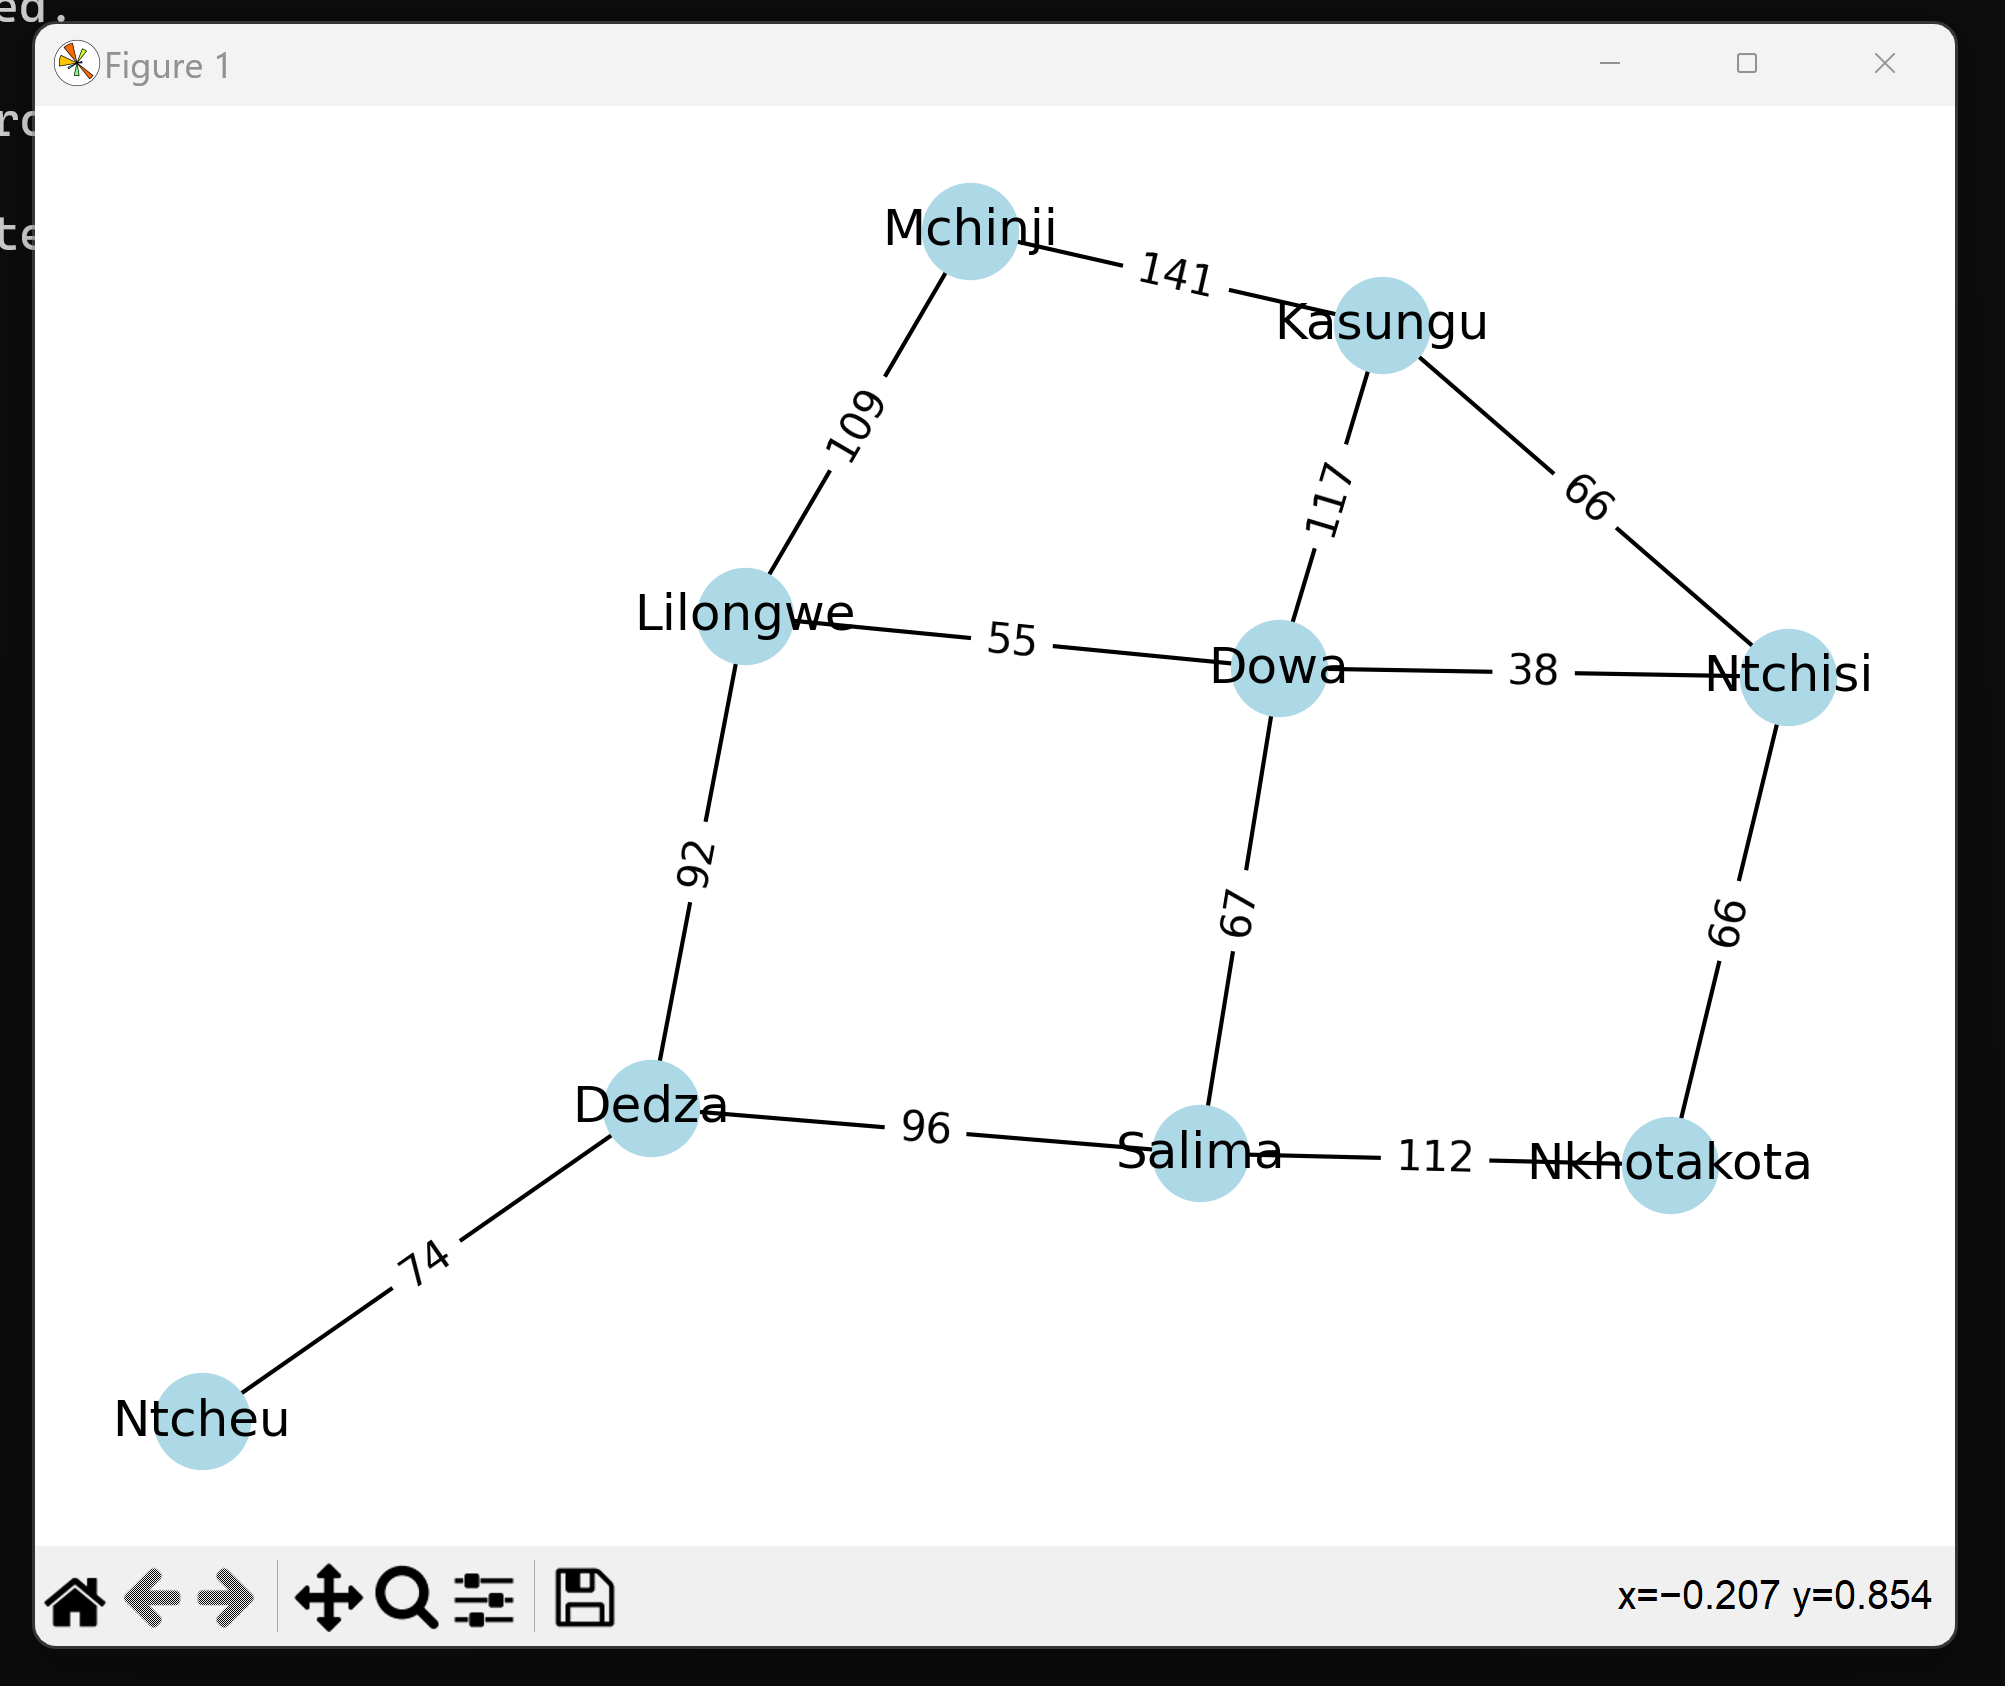 ed.
Figure 1
ro
te
Mchinji
141
Kasungu
109
117
66
Lilongwe
55
Dowa
38
Ntchisi
92
67
66
Dedza
96
Salima
112
Nkhotakota
74
Ntcheu
x=−0.207 y=0.854